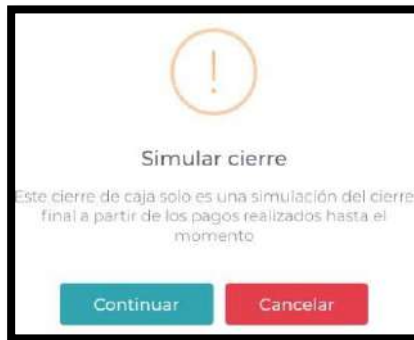 !
Simular cierre
Este cierre de caja solo es una simulación del cierre
final a partir de los pagos realizados hasta el
momento
Continuar Cancelar